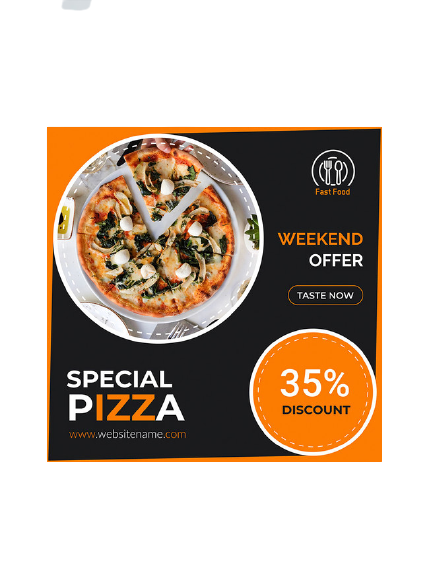 Fast Food
WEEKEND
OFFER
TASTE NOW
SPECIAL
PIZZA
www.websitename.com
35%
DISCOUNT